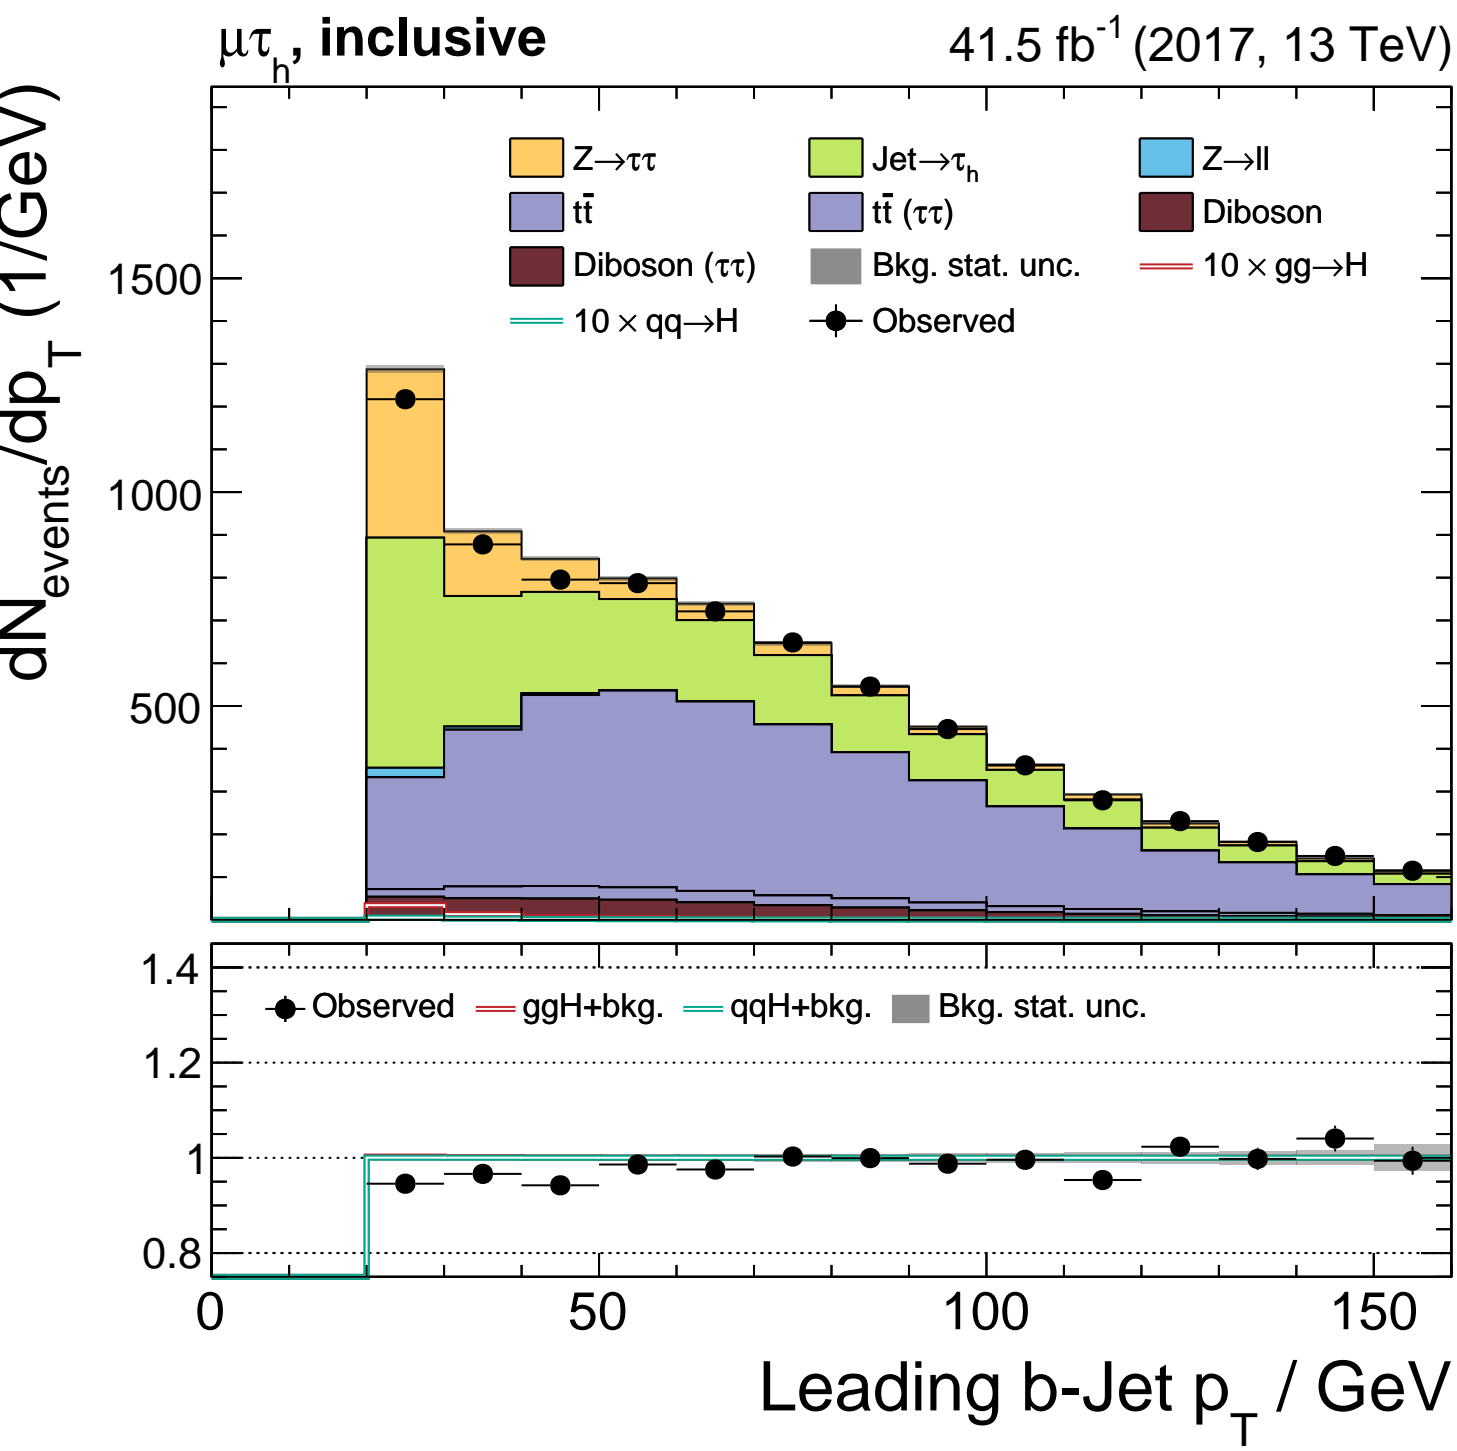 μτh, inclusive
41.5 fb-1 (2017, 13 TeV)
dNevents/dpT (1/GeV)
Z→ττ
Jet→τh
Z→ll
tt̄
tt̄ (ττ)
Diboson
Diboson (ττ)
Bkg. stat. unc.
10 × gg→H
10 × qq→H
Observed
1500
1000
500
1.4
1.2
1
0.8
Observed
ggH+bkg.
qqH+bkg.
Bkg. stat. unc.
0
50
100
150
Leading b-Jet pT / GeV